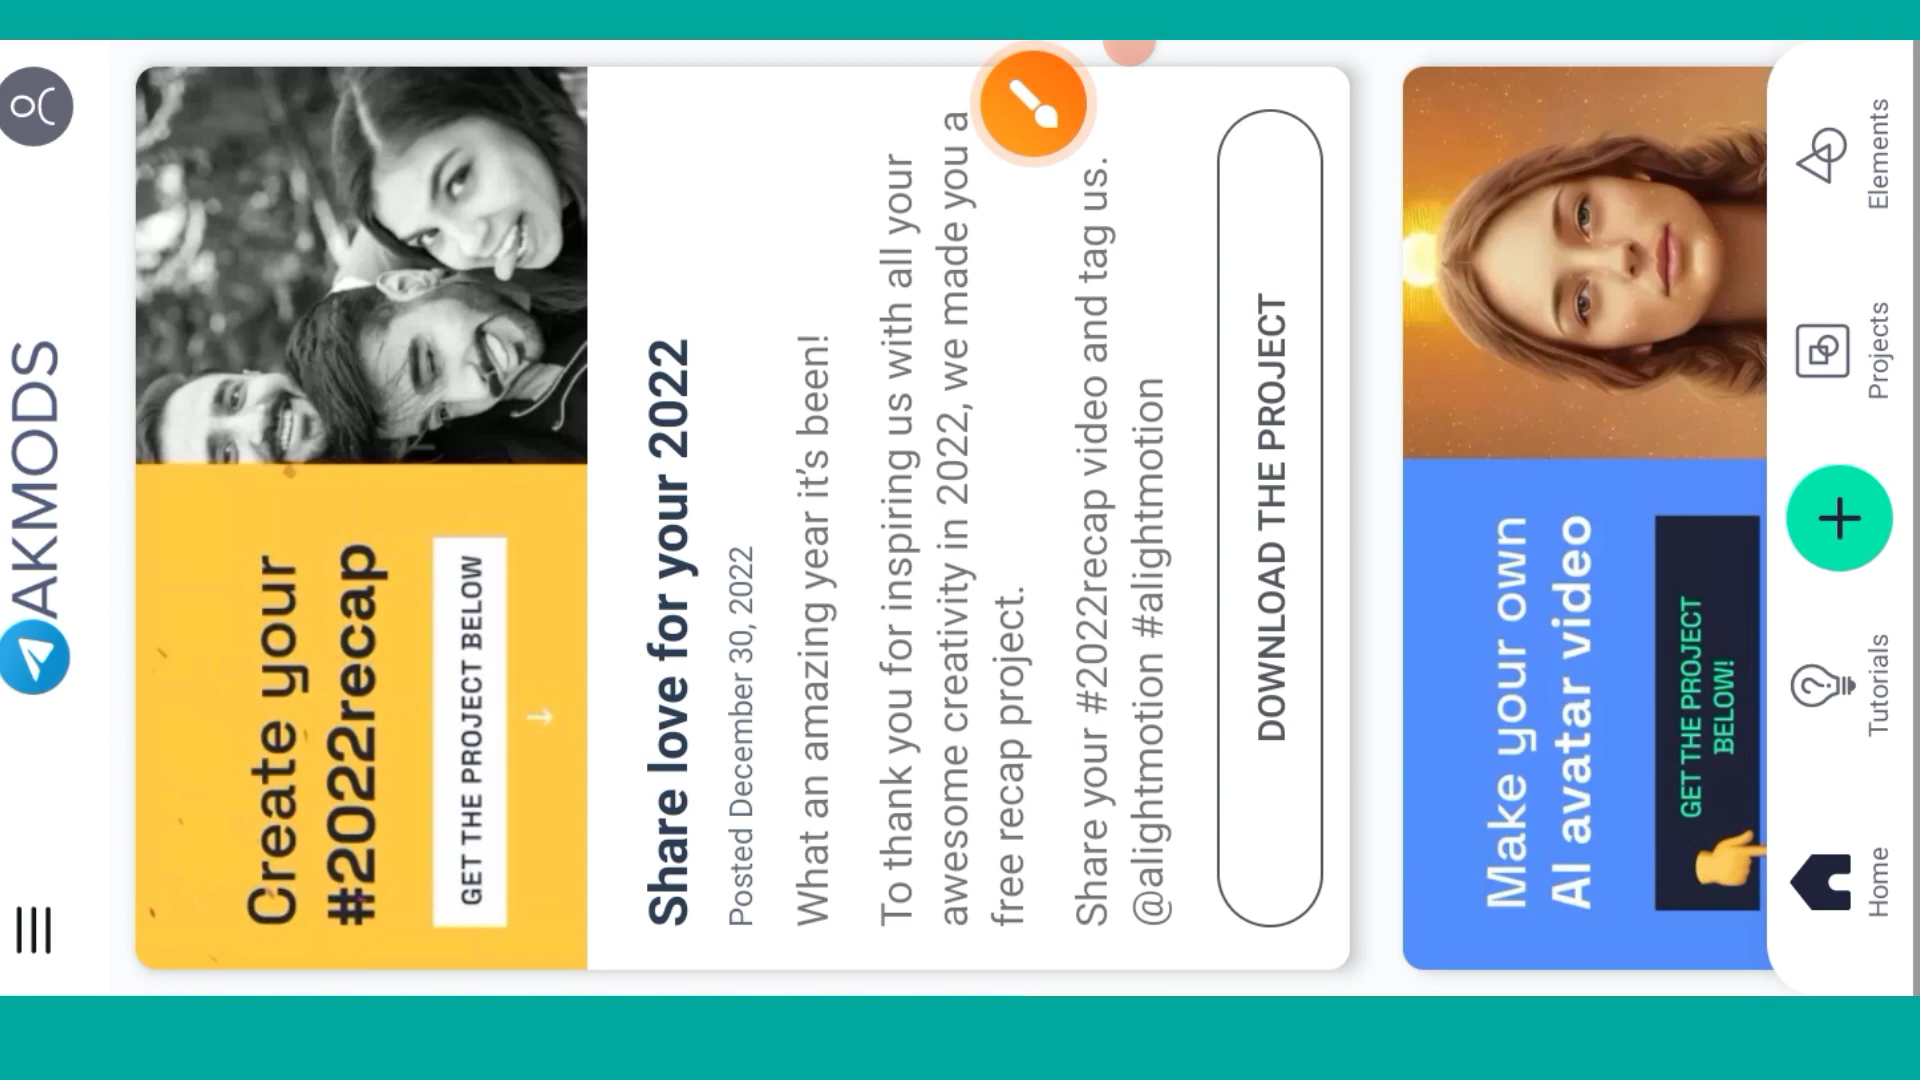 AKMODS
Create your
#2022recap
GET THE PROJECT BELOW
Share love for your 2022
Posted December 30, 2022
What an amazing year it's been!
To thank you for inspiring us with all your
awesome creativity in 2022, we made you a
free recap project.
Share your #2022recap video and tag us.
@alightmotion #alightmotion
DOWNLOAD THE PROJECT
Make your own
AI avatar video
GET THE PROJECT
BELOW!
Home
Tutorials
Projects
Elements